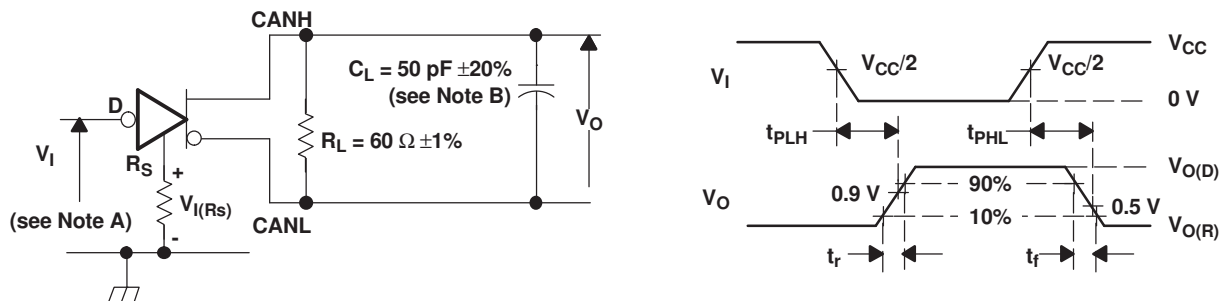 CANH
C_L = 50 pF ±20%
(see Note B)
D
V_O
V_I
R_L = 60 Ω ±1%
R_S
+
V_I(Rs)
(see Note A)
-
CANL
V_CC
V_I
V_CC/2
V_CC/2
0 V
t_PLH
t_PHL
V_O(D)
0.9 V
90%
V_O
10%
0.5 V
V_O(R)
t_r
t_f